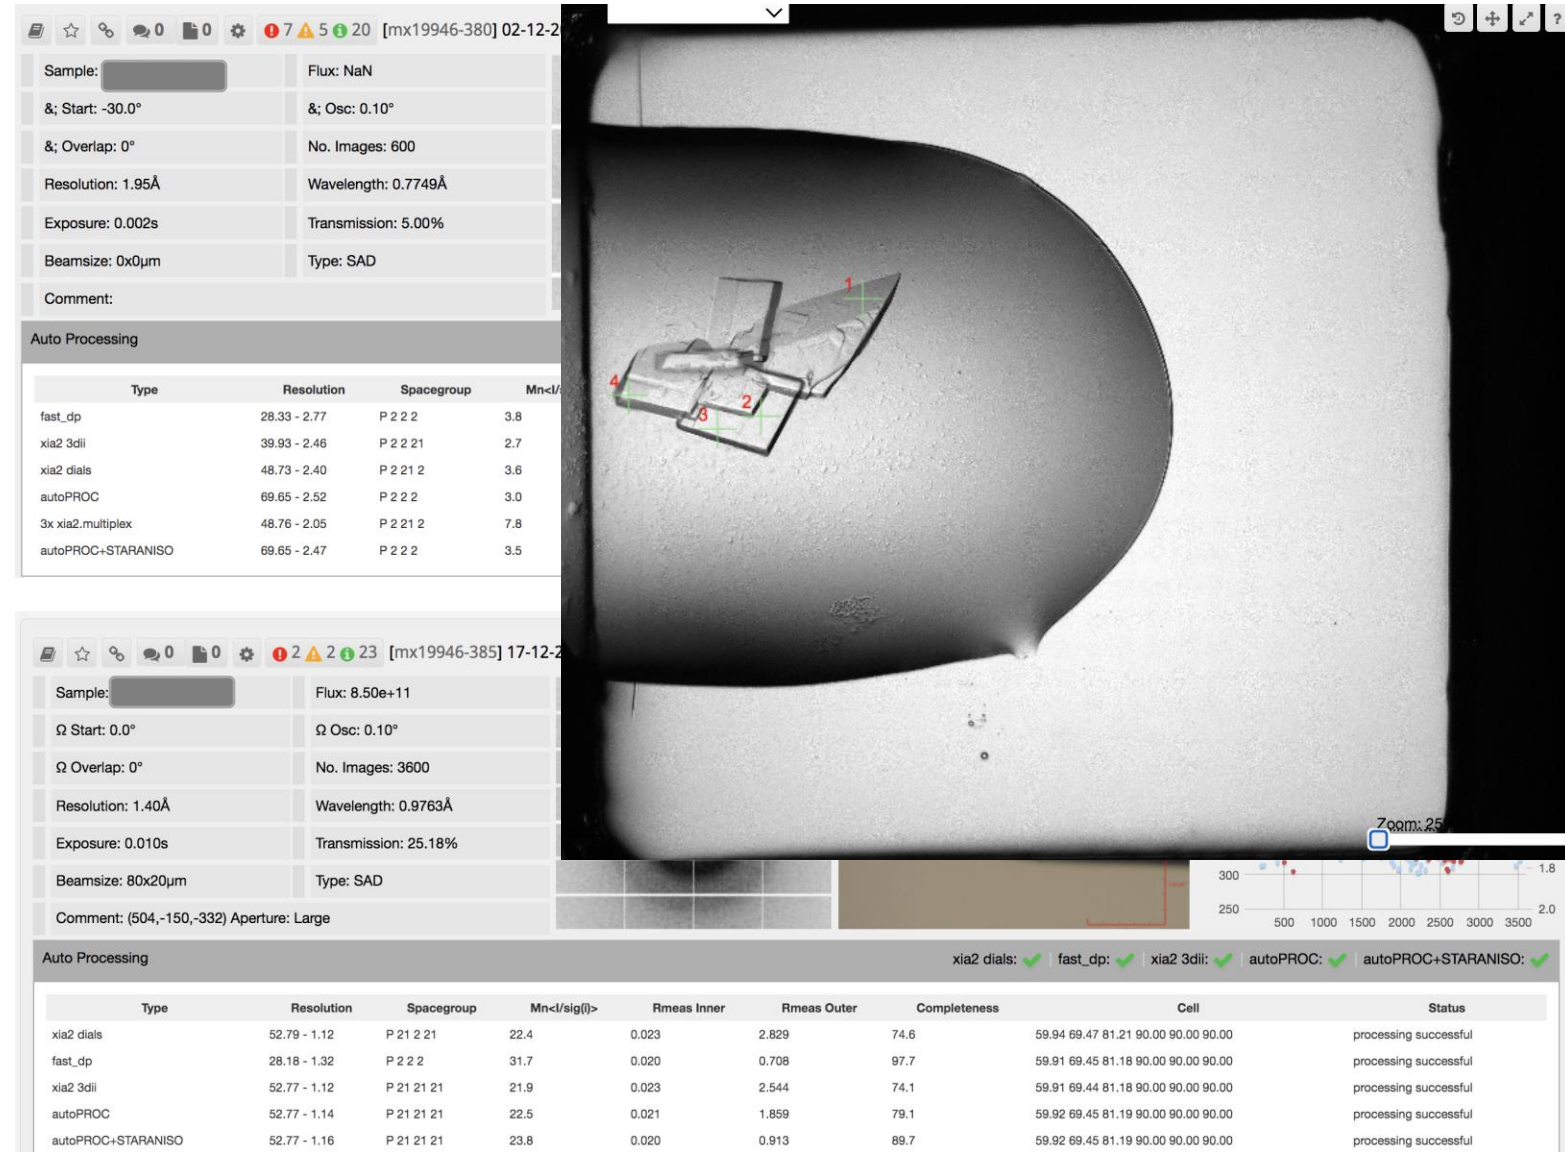 0 0 7 5 20 [mx19946-380] 02-12-2
Sample: Flux: NaN
&; Start: -30.0° &; Osc: 0.10°
&; Overlap: 0° No. Images: 600
Resolution: 1.95Å Wavelength: 0.7749Å
Exposure: 0.002s Transmission: 5.00%
Beamsize: 0x0µm Type: SAD
Comment:
Auto Processing
Type Resolution Spacegroup Mn<I/
fast_dp 28.33 - 2.77 P 2 2 2 3.8
xia2 3dii 39.93 - 2.46 P 2 2 21 2.7
xia2 dials 48.73 - 2.40 P 2 21 2 3.6
autoPROC 69.65 - 2.52 P 2 2 2 3.0
3x xia2.multiplex 48.76 - 2.05 P 2 21 2 7.8
autoPROC+STARANISO 69.65 - 2.47 P 2 2 2 3.5
?
1
4
2
3
Zoom: 25
0 0 2 2 23 [mx19946-385] 17-12-2
Sample: Flux: 8.50e+11
Ω Start: 0.0° Ω Osc: 0.10°
Ω Overlap: 0° No. Images: 3600
Resolution: 1.40Å Wavelength: 0.9763Å
Exposure: 0.010s Transmission: 25.18%
Beamsize: 80x20µm Type: SAD
Comment: (504,-150,-332) Aperture: Large
300 1.8
250 2.0
500 1000 1500 2000 2500 3000 3500
Auto Processing xia2 dials: fast_dp: xia2 3dii: autoPROC: autoPROC+STARANISO:
Type Resolution Spacegroup Mn<I/sig(i)> Rmeas Inner Rmeas Outer Completeness Cell Status
xia2 dials 52.79 - 1.12 P 21 2 21 22.4 0.023 2.829 74.6 59.94 69.47 81.21 90.00 90.00 90.00 processing successful
fast_dp 28.18 - 1.32 P 2 2 2 31.7 0.020 0.708 97.7 59.91 69.45 81.18 90.00 90.00 90.00 processing successful
xia2 3dii 52.77 - 1.12 P 21 21 21 21.9 0.023 2.544 74.1 59.91 69.44 81.18 90.00 90.00 90.00 processing successful
autoPROC 52.77 - 1.14 P 21 21 21 22.5 0.021 1.859 79.1 59.92 69.45 81.19 90.00 90.00 90.00 processing successful
autoPROC+STARANISO 52.77 - 1.16 P 21 21 21 23.8 0.020 0.913 89.7 59.92 69.45 81.19 90.00 90.00 90.00 processing successful